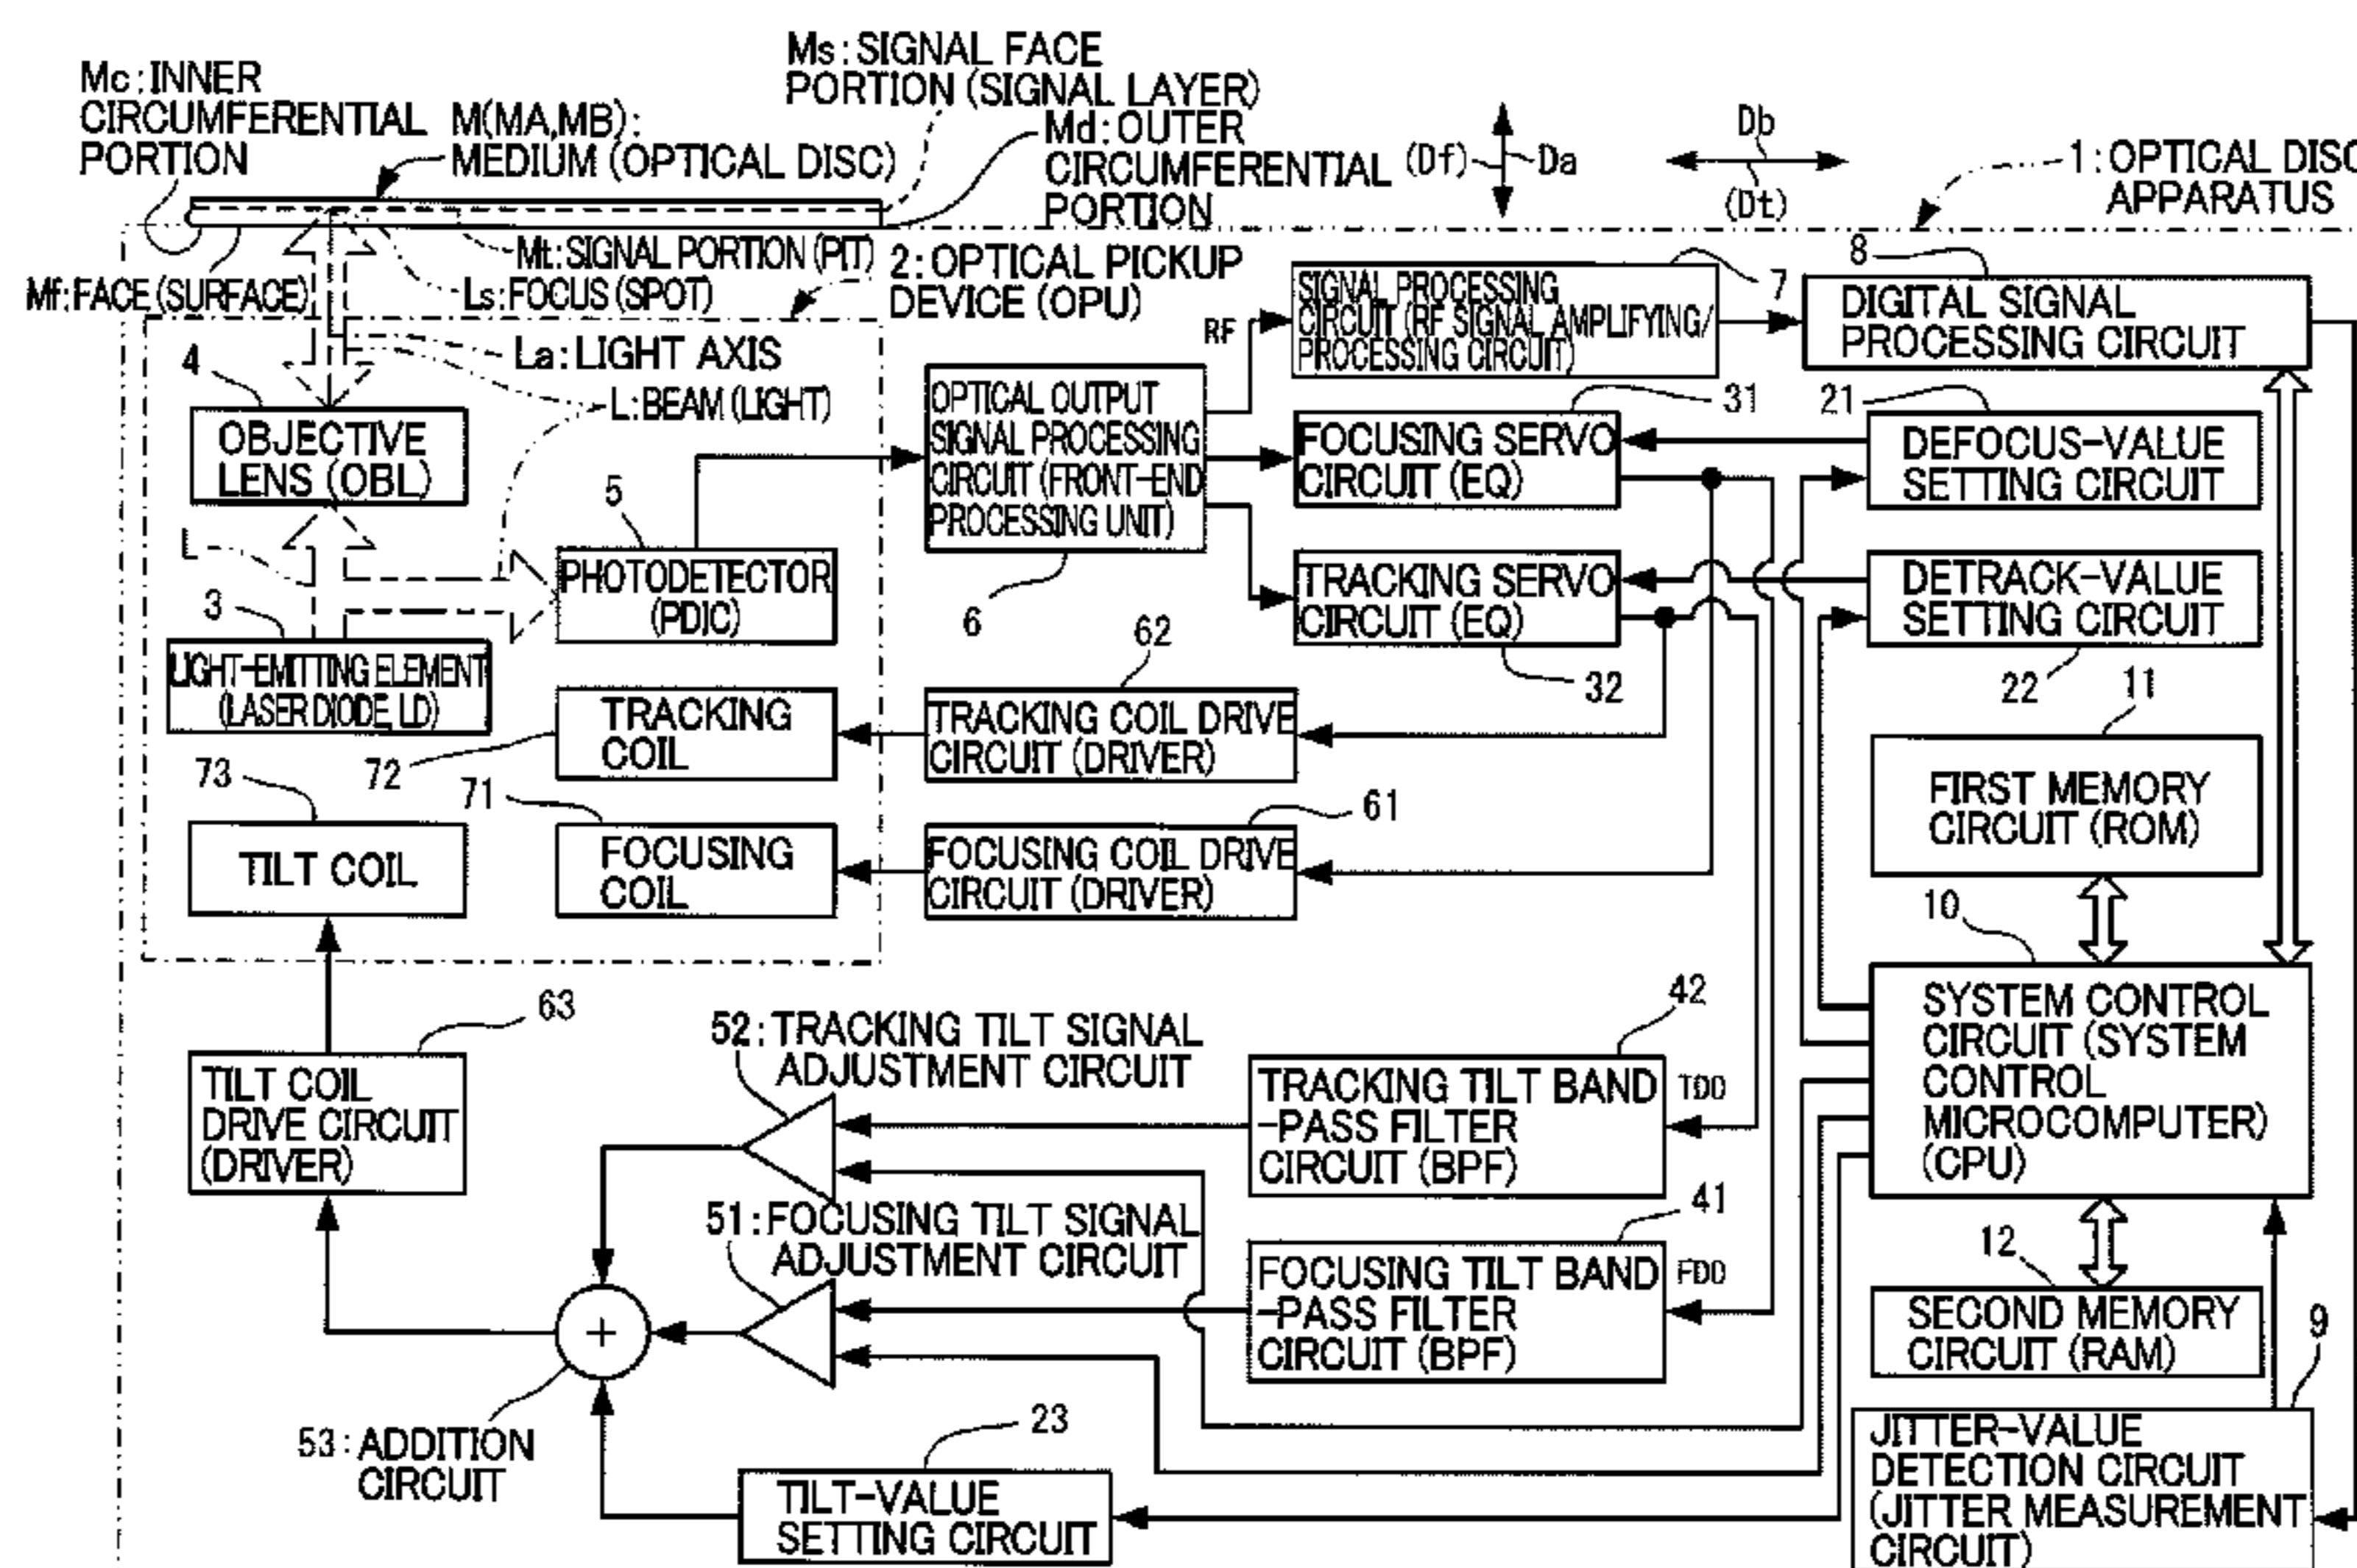 Ms:SIGNAL FACE
PORTION (SIGNAL LAYER)
Mc:INNER
CIRCUMFERENTIAL
PORTION
M(MA,MB):
MEDIUM (OPTICAL DISC)
Md:OUTER
CIRCUMFERENTIAL
PORTION
(Df)
Da
Db
(Dt)
1:OPTICAL DISC
APPARATUS
Mt:SIGNAL PORTION (PIT)
Mf:FACE (SURFACE)
Ls:FOCUS (SPOT)
2:OPTICAL PICKUP
DEVICE (OPU)
La:LIGHT AXIS
L:BEAM (LIGHT)
4
OBJECTIVE
LENS (OBL)
L
5
PHOTODETECTOR
(PDIC)
3
LIGHT-EMITTING ELEMENT
(LASER DIODE, LD)
72
TRACKING
COIL
73
TILT COIL
71
FOCUSING
COIL
RF
OPTICAL OUTPUT
SIGNAL PROCESSING
CIRCUIT (FRONT-END
PROCESSING UNIT)
6
7
SIGNAL PROCESSING
CIRCUIT (RF SIGNAL AMPLIFYING/
PROCESSING CIRCUIT)
8
DIGITAL SIGNAL
PROCESSING CIRCUIT
31
FOCUSING SERVO
CIRCUIT (EQ)
21
DEFOCUS-VALUE
SETTING CIRCUIT
TRACKING SERVO
CIRCUIT (EQ)
32
DETRACK-VALUE
SETTING CIRCUIT
22
62
TRACKING COIL DRIVE
CIRCUIT (DRIVER)
61
FOCUSING COIL DRIVE
CIRCUIT (DRIVER)
11
FIRST MEMORY
CIRCUIT (ROM)
10
SYSTEM CONTROL
CIRCUIT (SYSTEM
CONTROL
MICROCOMPUTER)
(CPU)
63
TILT COIL
DRIVE CIRCUIT
(DRIVER)
52:TRACKING TILT SIGNAL
ADJUSTMENT CIRCUIT
42
TRACKING TILT BAND
-PASS FILTER
CIRCUIT (BPF)
TDO
51:FOCUSING TILT SIGNAL
ADJUSTMENT CIRCUIT
41
FOCUSING TILT BAND
-PASS FILTER
CIRCUIT (BPF)
FDO
12
SECOND MEMORY
CIRCUIT (RAM)
+
53:ADDITION
CIRCUIT
23
TILT-VALUE
SETTING CIRCUIT
9
JITTER-VALUE
DETECTION CIRCUIT
(JITTER MEASUREMENT
CIRCUIT)